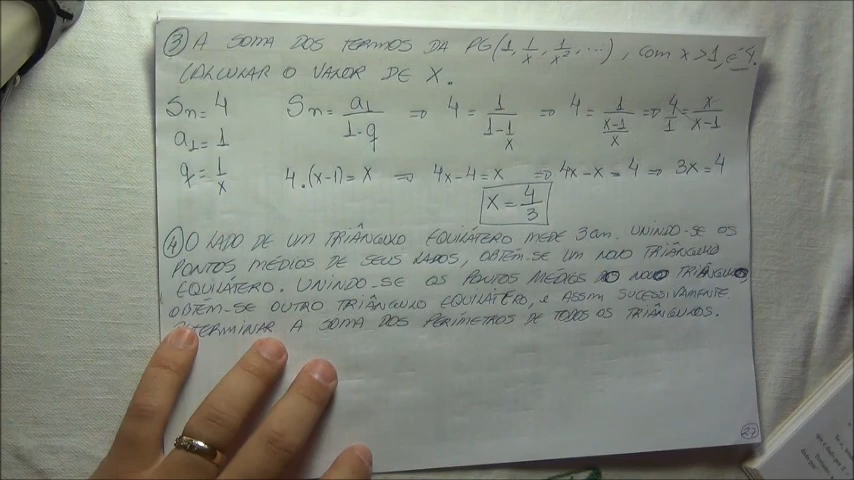 ③ A SOMA DOS TERMOS DA PG(1, 1/x, 1/x², ...), COM x > 1, É 4.
CALCULAR O VALOR DE X.
Sn = 4 Sn = a1/(1-q) ⇒ 4 = 1/(1-1/x) ⇒ 4 = 1/((x-1)/x) ⇒ 4/1 = x/(x-1)
a1 = 1
q = 1/x 4.(x-1) = x ⇒ 4x-4 = x ⇒ 4x-x = 4 ⇒ 3x = 4
x = 4/3
④ O LADO DE UM TRIÂNGULO EQUILÁTERO MEDE 3 cm. UNINDO-SE OS
PONTOS MÉDIOS DE SEUS LADOS, OBTÉM-SE UM NOVO TRIÂNGULO
EQUILÁTERO. UNINDO-SE OS PONTOS MÉDIOS DO NOVO TRIÂNGULO,
OBTÉM-SE OUTRO TRIÂNGULO EQUILÁTERO, E ASSIM SUCESSIVAMENTE.
DETERMINAR A SOMA DOS PERÍMETROS DE TODOS OS TRIÂNGULOS.
27